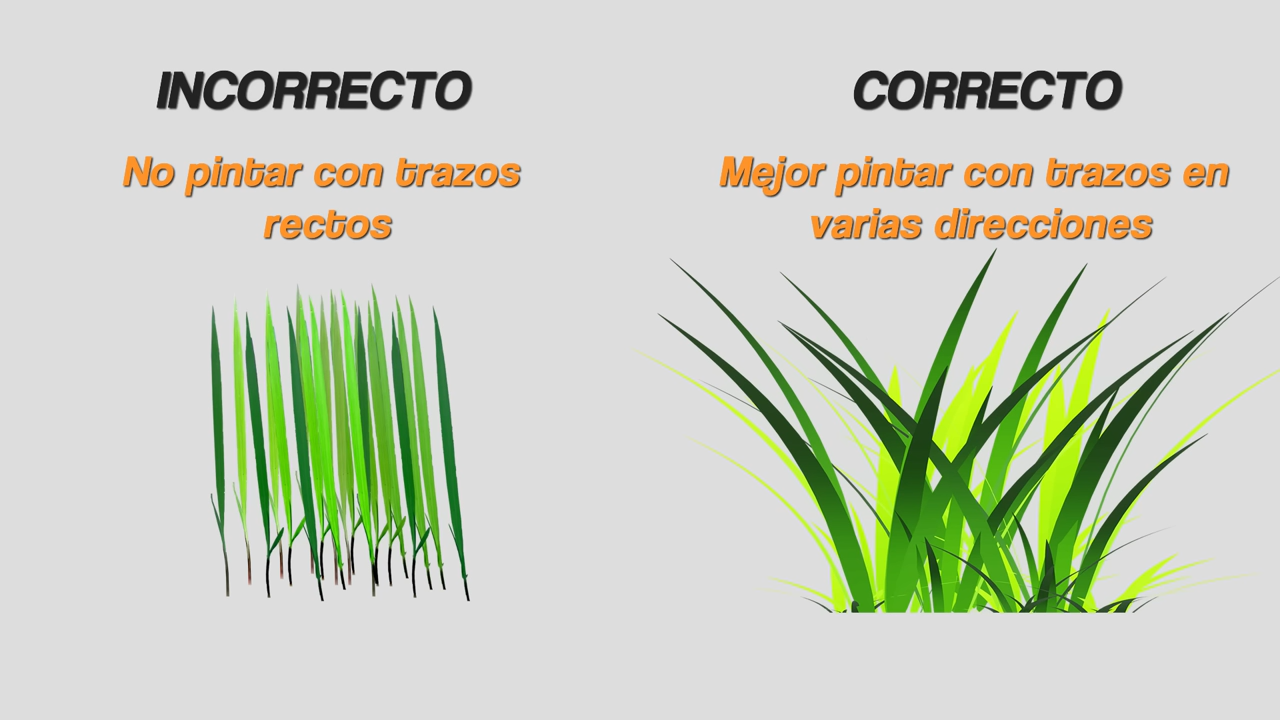 INCORRECTO
No pintar con trazos
rectos
CORRECTO
Mejor pintar con trazos en
varias direcciones